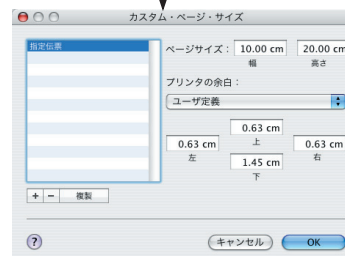 カスタム・ページ・サイズ
指定伝票
ページサイズ： 10.00 cm 20.00 cm
幅 高さ
プリンタの余白：
ユーザ定義
0.63 cm
上
0.63 cm 0.63 cm
左 右
1.45 cm
下
+ − 複製
? キャンセル OK